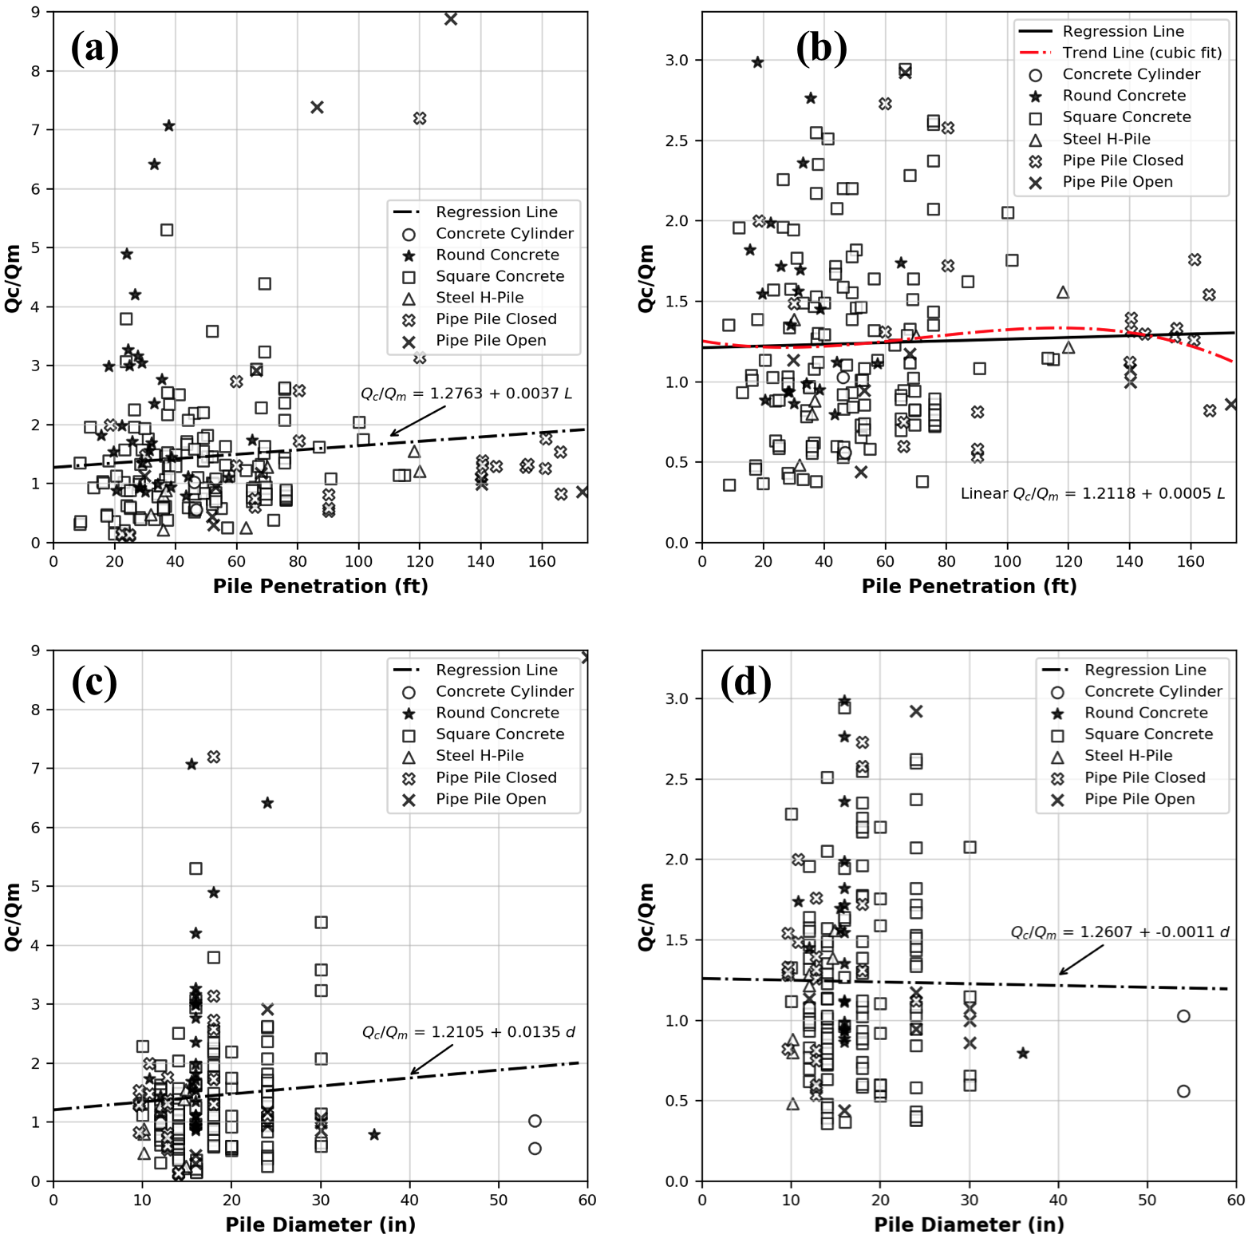 (a)
9
8
7
6
5
4
3
2
1
0
Qc/Qm
Regression Line
Concrete Cylinder
Round Concrete
Square Concrete
Steel H-Pile
Pipe Pile Closed
Pipe Pile Open
Qc/Qm = 1.2763 + 0.0037 L
0 20 40 60 80 100 120 140 160
Pile Penetration (ft)
(b)
3.0
2.5
2.0
1.5
1.0
0.5
0.0
Qc/Qm
Regression Line
Trend Line (cubic fit)
Concrete Cylinder
Round Concrete
Square Concrete
Steel H-Pile
Pipe Pile Closed
Pipe Pile Open
Linear Qc/Qm = 1.2118 + 0.0005 L
0 20 40 60 80 100 120 140 160
Pile Penetration (ft)
(c)
9
8
7
6
5
4
3
2
1
0
Qc/Qm
Regression Line
Concrete Cylinder
Round Concrete
Square Concrete
Steel H-Pile
Pipe Pile Closed
Pipe Pile Open
Qc/Qm = 1.2105 + 0.0135 d
0 10 20 30 40 50 60
Pile Diameter (in)
(d)
3.0
2.5
2.0
1.5
1.0
0.5
0.0
Qc/Qm
Regression Line
Concrete Cylinder
Round Concrete
Square Concrete
Steel H-Pile
Pipe Pile Closed
Pipe Pile Open
Qc/Qm = 1.2607 + -0.0011 d
0 10 20 30 40 50 60
Pile Diameter (in)